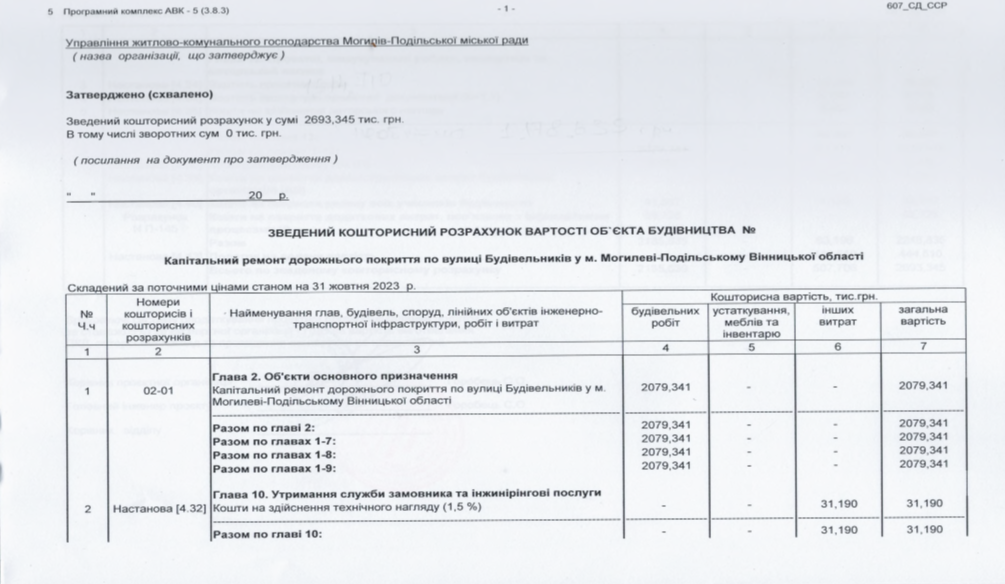 5 Програмний комплекс АВК - 5 (3.8.3)
- 1 -
607_СД_ССР
Управління житлово-комунального господарства Могирів-Подільської міської ради
( назва організації, що затверджує )
Затверджено (схвалено)
Зведений кошторисний розрахунок у сумі 2693,345 тис. грн.
В тому числі зворотних сум 0 тис. грн.
( посилання на документ про затвердження )
" " 20 р.
ЗВЕДЕНИЙ КОШТОРИСНИЙ РОЗРАХУНОК ВАРТОСТІ ОБ`ЄКТА БУДІВНИЦТВА №
Капітальний ремонт дорожнього покриття по вулиці Будівельників у м. Могилеві-Подільському Вінницької області
Складений за поточними цінами станом на 31 жовтня 2023 р.
№ Ч.ч
Номери кошторисів і кошторисних розрахунків
Найменування глав, будівель, споруд, лінійних об'єктів інженерно-транспортної інфраструктури, робіт і витрат
Кошторисна вартість, тис.грн.
будівельних робіт
устаткування, меблів та інвентарю
інших витрат
загальна вартість
1 2 3 4 5 6 7
Глава 2. Об'єкти основного призначення
1 02-01 Капітальний ремонт дорожнього покриття по вулиці Будівельників у м. 2079,341 - - 2079,341
Могилеві-Подільському Вінницької області
Разом по главі 2: 2079,341 - - 2079,341
Разом по главах 1-7: 2079,341 - - 2079,341
Разом по главах 1-8: 2079,341 - - 2079,341
Разом по главах 1-9: 2079,341 - - 2079,341
Глава 10. Утримання служби замовника та інжинірінгові послуги
2 Настанова [4.32] Кошти на здійснення технічного нагляду (1,5 %) - - 31,190 31,190
Разом по главі 10: - - 31,190 31,190